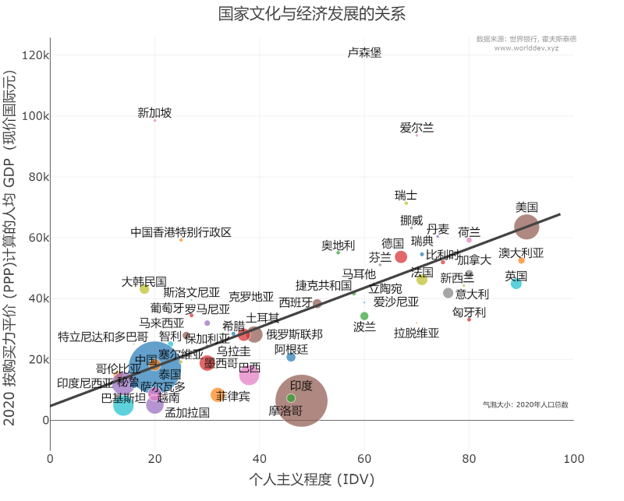 国家文化与经济发展的关系
数据来源: 世界银行, 霍夫斯泰德
www.worlddev.xyz
2020 按购买力平价 (PPP)计算的人均 GDP (现价国际元)
120k
100k
80k
60k
40k
20k
0
卢森堡
新加坡
爱尔兰
瑞士
美国
挪威
中国香港特别行政区
丹麦
荷兰
奥地利
德国
瑞典
芬兰
比利时
加拿大
澳大利亚
马耳他
法国
新西兰
英国
大韩民国
斯洛文尼亚
克罗地亚
捷克共和国
立陶宛
意大利
西班牙
爱沙尼亚
葡萄牙
罗马尼亚
匈牙利
马来西亚
希腊
土耳其
波兰
拉脱维亚
特立尼达和多巴哥
智利
保加利亚
俄罗斯联邦
中国
塞尔维亚
乌拉圭
阿根廷
哥伦比亚
泰国
墨西哥
巴西
印度尼西亚
秘鲁
萨尔瓦多
印度
巴基斯坦
越南
菲律宾
孟加拉国
摩洛哥
气泡大小: 2020年人口总数
0
20
40
60
80
100
个人主义程度 (IDV)